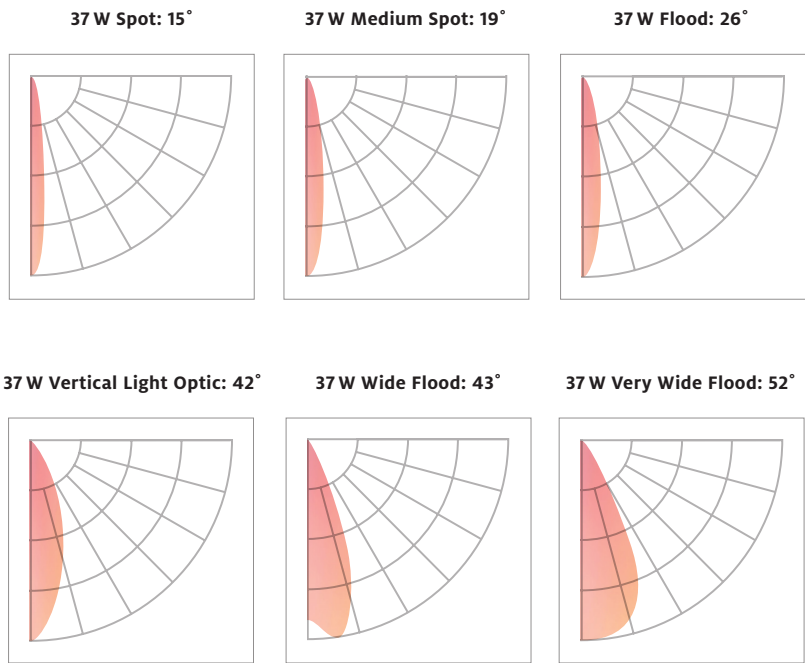 37 W Spot: 15°
37 W Medium Spot: 19°
37 W Flood: 26°
37 W Vertical Light Optic: 42°
37 W Wide Flood: 43°
37 W Very Wide Flood: 52°